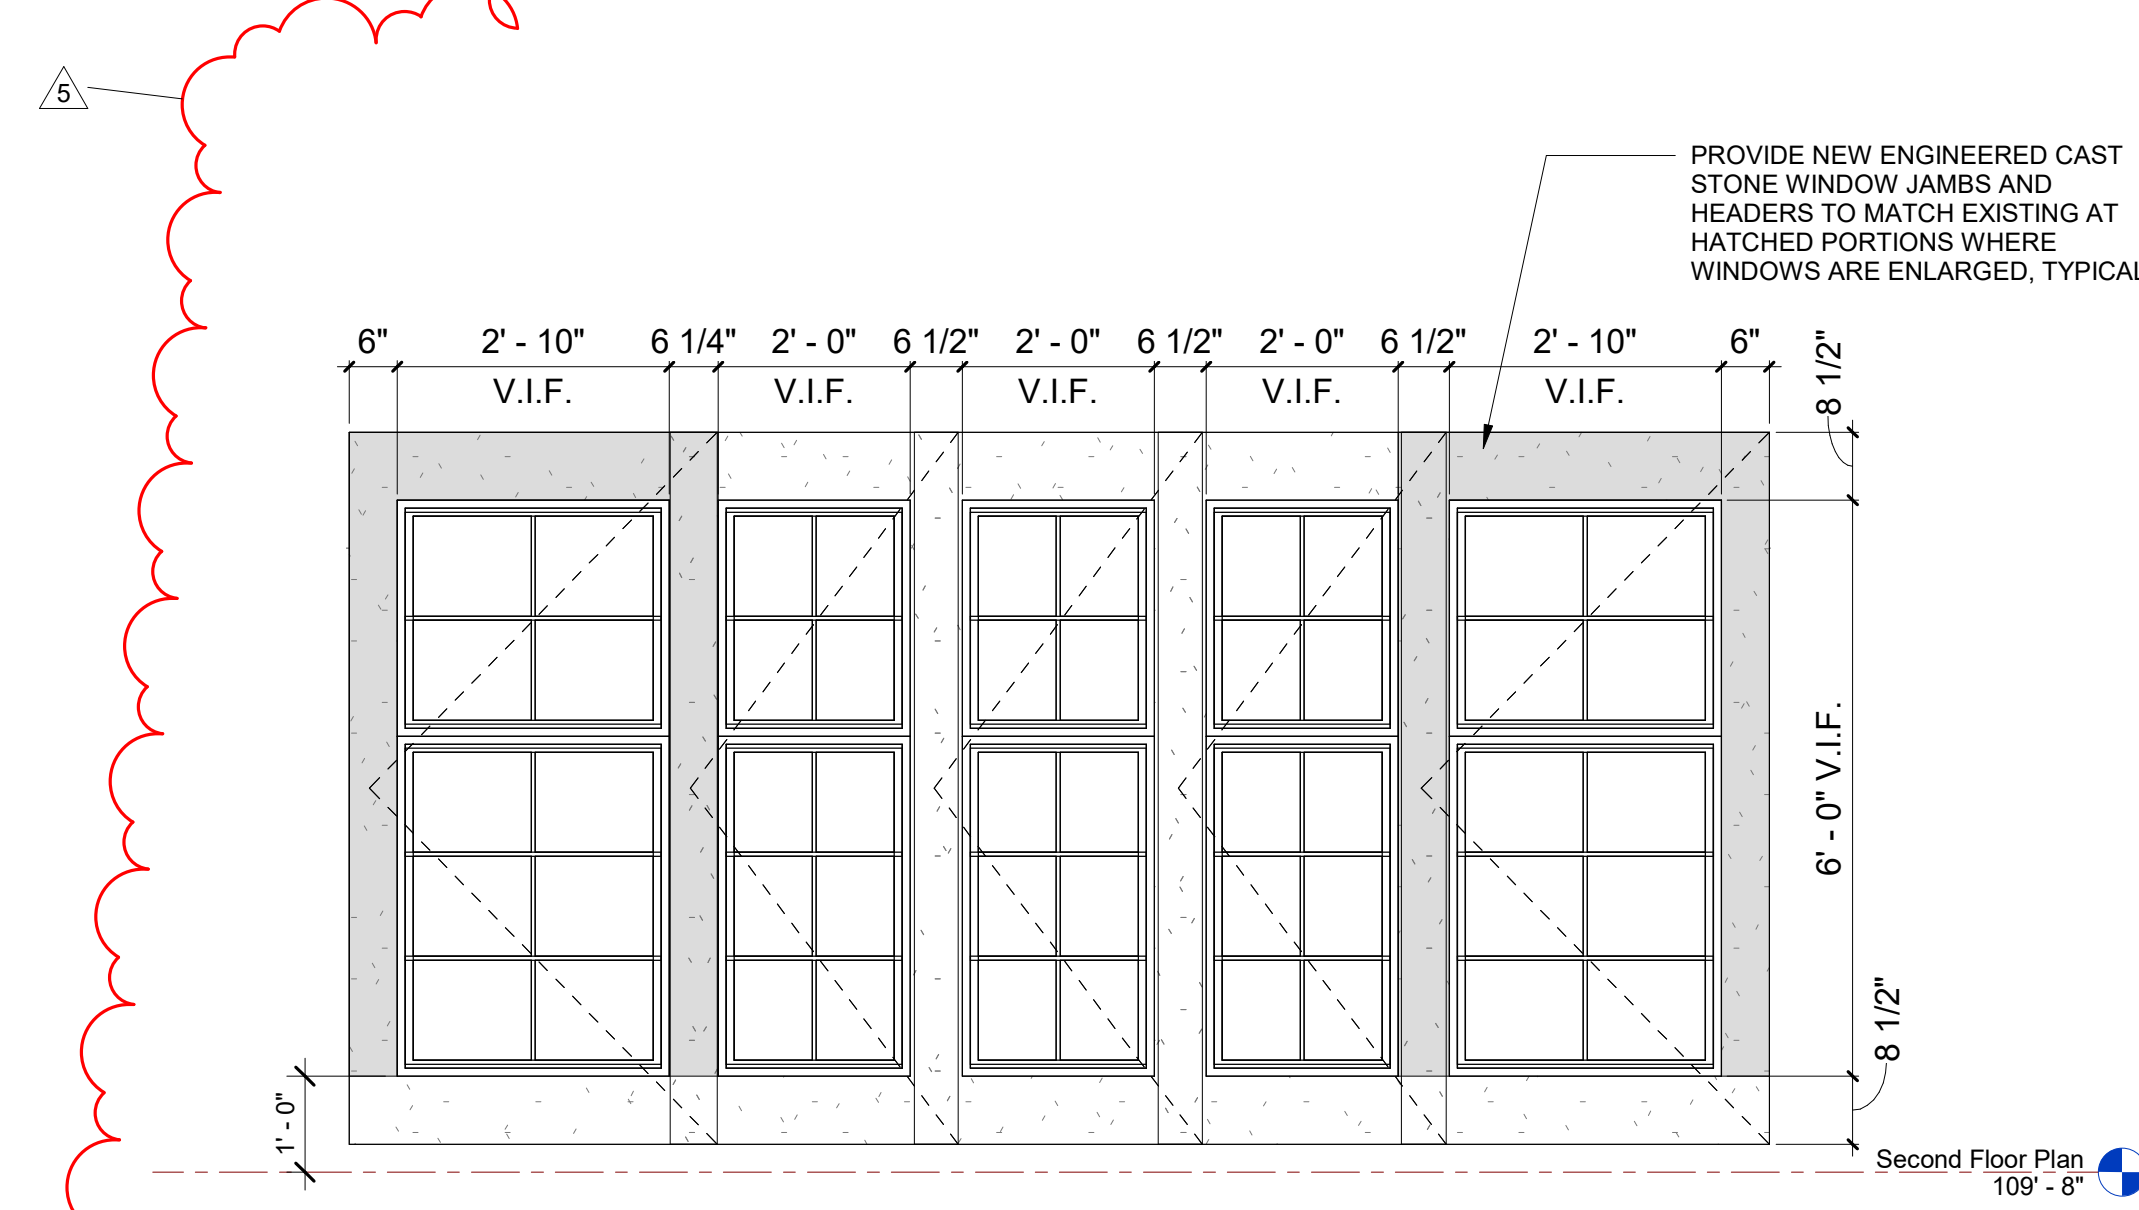 5
PROVIDE NEW ENGINEERED CAST
STONE WINDOW JAMBS AND
HEADERS TO MATCH EXISTING AT
HATCHED PORTIONS WHERE
WINDOWS ARE ENLARGED, TYPICAL
6" 2' - 10" 6 1/4" 2' - 0" 6 1/2" 2' - 0" 6 1/2" 2' - 0" 6 1/2" 2' - 10" 6"
V.I.F. V.I.F. V.I.F. V.I.F. V.I.F.
8 1/2"
6' - 0" V.I.F.
8 1/2"
1' - 0"
Second Floor Plan
109' - 8"